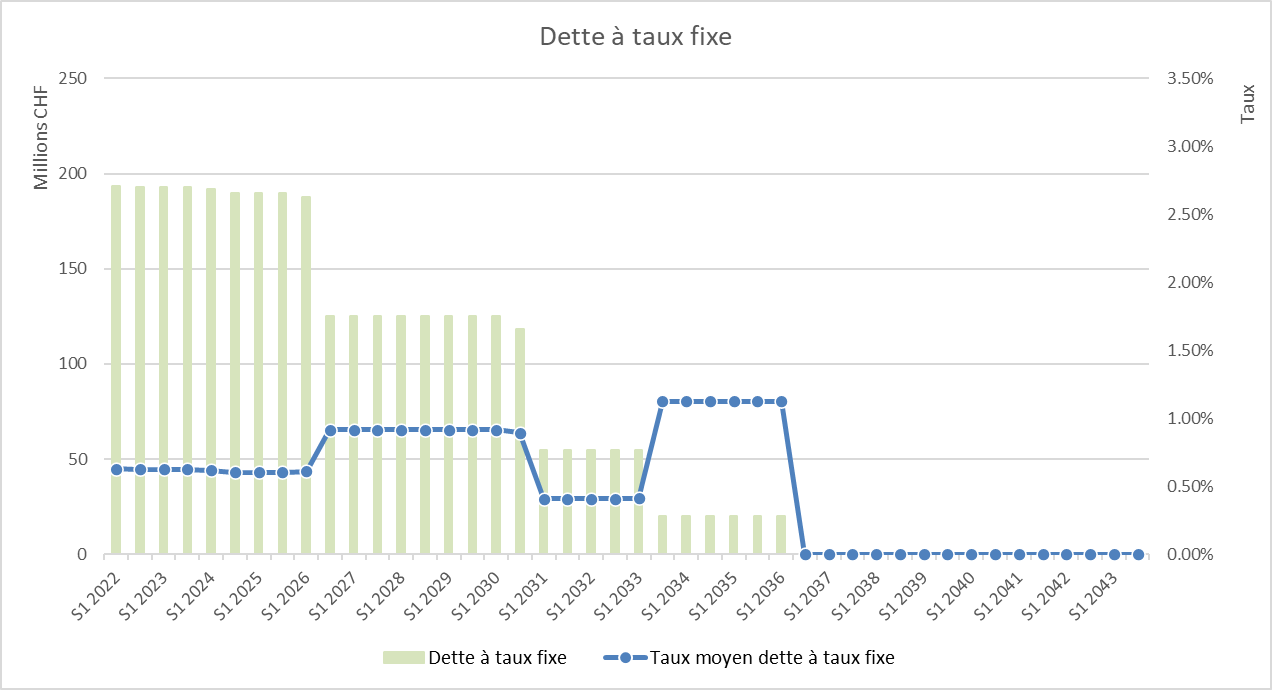 Dette à taux fixe
Millions CHF
Taux
250
200
150
100
50
0
3.50%
3.00%
2.50%
2.00%
1.50%
1.00%
0.50%
0.00%
S1 2022
S1 2023
S1 2024
S1 2025
S1 2026
S1 2027
S1 2028
S1 2029
S1 2030
S1 2031
S1 2032
S1 2033
S1 2034
S1 2035
S1 2036
S1 2037
S1 2038
S1 2039
S1 2040
S1 2041
S1 2042
S1 2043
Dette à taux fixe
Taux moyen dette à taux fixe